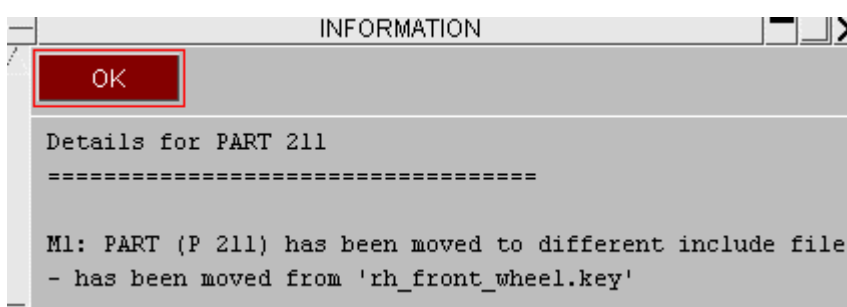 INFORMATION
OK
Details for PART 211
===================================
M1: PART (P 211) has been moved to different include file
- has been moved from 'rh_front_wheel.key'